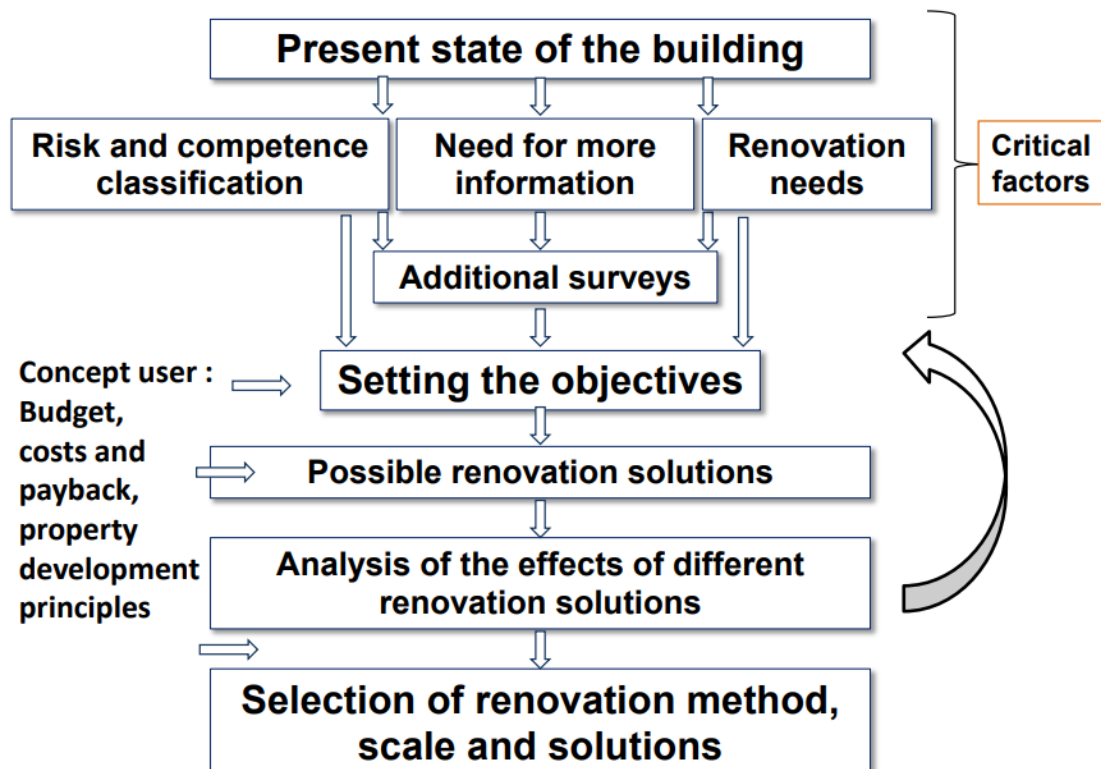 Present state of the building
Risk and competence
classification
Need for more
information
Renovation
needs
Critical
factors
Additional surveys
Concept user :
Budget,
costs and
payback,
property
development
principles
Setting the objectives
Possible renovation solutions
Analysis of the effects of different
renovation solutions
Selection of renovation method,
scale and solutions